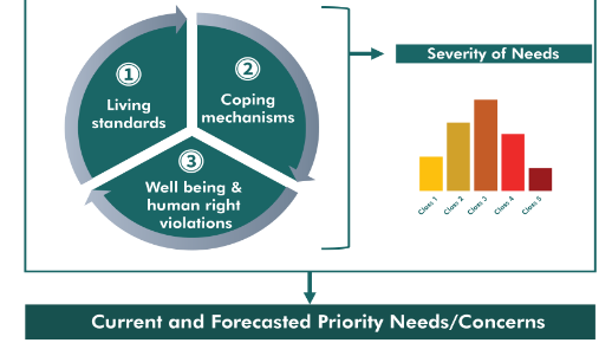 1
Living
standards
2
Coping
mechanisms
3
Well being &
human right
violations
Severity of Needs
Class 1
Class 2
Class 3
Class 4
Class 5
Current and Forecasted Priority Needs/Concerns